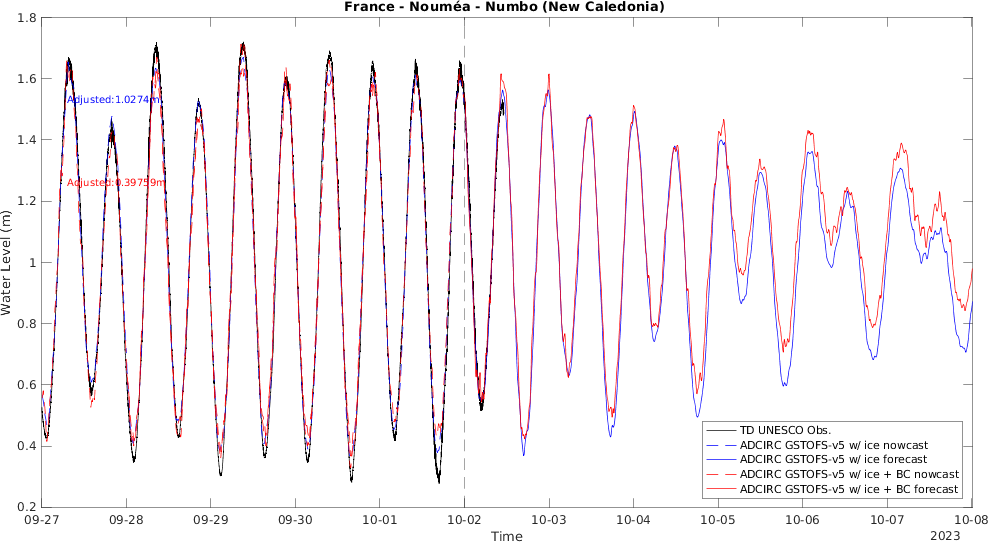 France - Nouméa - Numbo (New Caledonia)
1.8
1.6
1.4
1.2
1
0.8
0.6
0.4
0.2
Water Level (m)
Adjusted:1.0274m
Adjusted:0.39759m
TD UNESCO Obs.
ADCIRC GSTOFS-v5 w/ ice nowcast
ADCIRC GSTOFS-v5 w/ ice forecast
ADCIRC GSTOFS-v5 w/ ice + BC nowcast
ADCIRC GSTOFS-v5 w/ ice + BC forecast
09-27 09-28 09-29 09-30 10-01 10-02 10-03 10-04 10-05 10-06 10-07 10-08
Time
2023